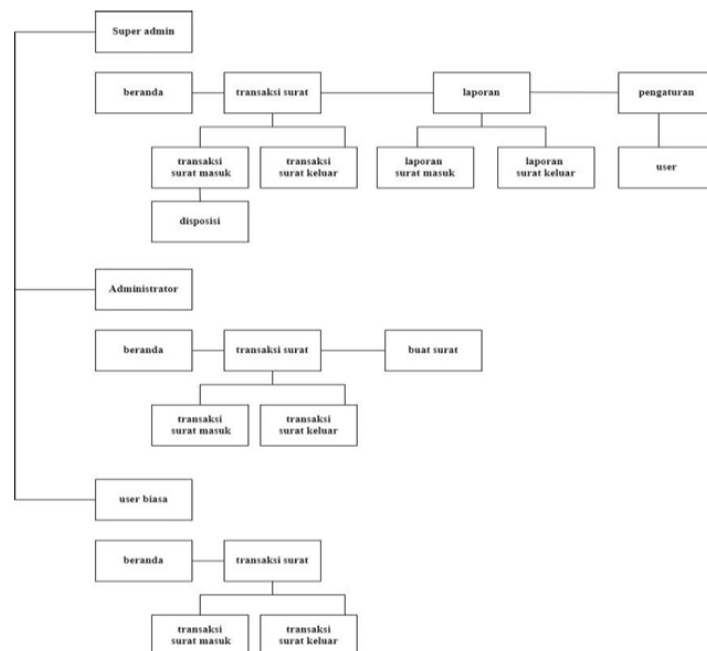 Super admin
beranda
transaksi surat
laporan
pengaturan
transaksi
surat masuk
transaksi
surat keluar
laporan
surat masuk
laporan
surat keluar
user
disposisi
Administrator
beranda
transaksi surat
buat surat
transaksi
surat masuk
transaksi
surat keluar
user biasa
beranda
transaksi surat
transaksi
surat masuk
transaksi
surat keluar